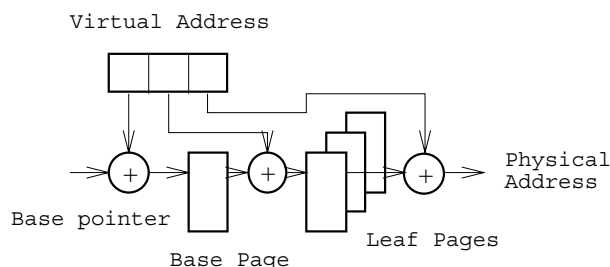 Virtual Address
+
+
+
Physical
Address
Base pointer
Leaf Pages
Base Page